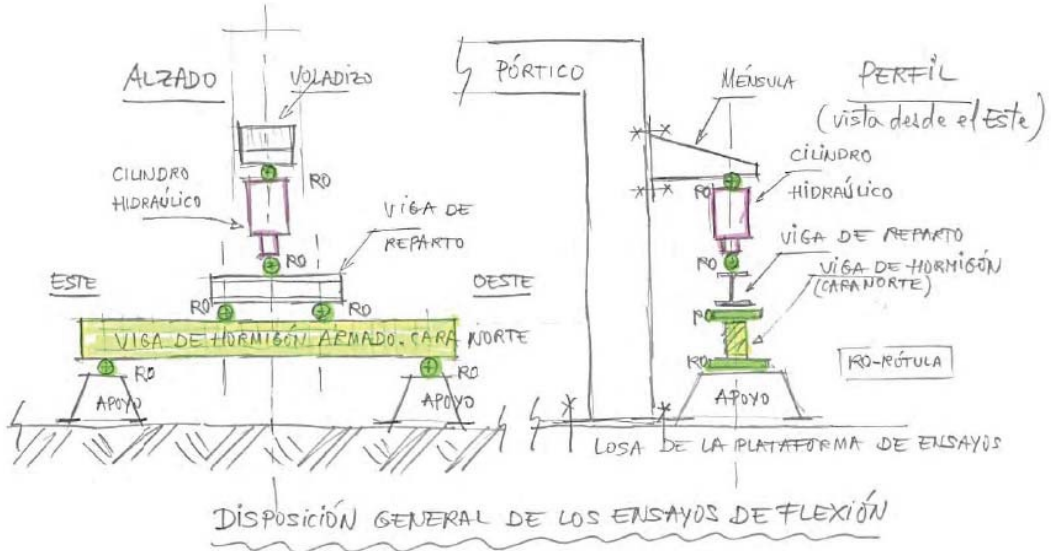 ALZADO
VOLADIZO
CILINDRO
HIDRAÚLICO
RO
VIGA DE
REPARTO
RO
ESTE
OESTE
RO
RO
VIGA DE HORMIGÓN ARMADO. CARA NORTE
RO
RO
APOYO
APOYO
PÓRTICO
MÉNSULA
PERFIL
(vista desde el Este)
CILINDRO
HIDRAÚLICO
RO
VIGA DE REPARTO
RO
VIGA DE HORMIGÓN
(CARA NORTE)
RO
RO
RO-RÓTULA
APOYO
LOSA DE LA PLATAFORMA DE ENSAYOS
DISPOSICIÓN GENERAL DE LOS ENSAYOS DE FLEXIÓN